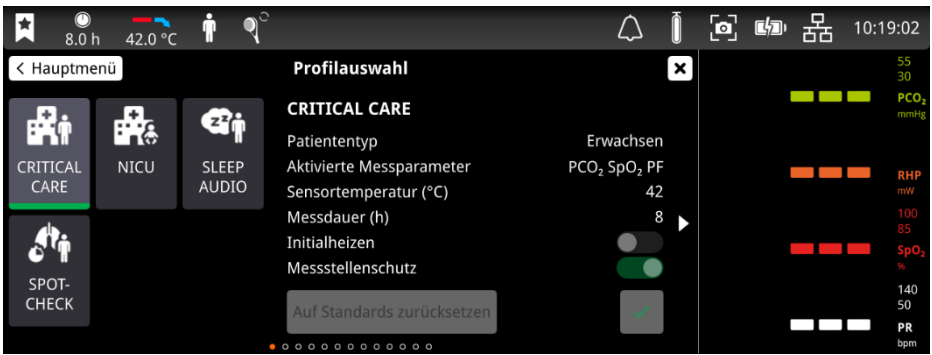 8.0 h
42.0 °C
10:19:02
< Hauptmenü
Profilauswahl
CRITICAL
CARE
NICU
SLEEP
AUDIO
SPOT-
CHECK
CRITICAL CARE
Patiententyp Erwachsen
Aktivierte Messparameter PCO₂ SpO₂ PF
Sensortemperatur (°C) 42
Messdauer (h) 8
Initialheizen
Messstellenschutz
Auf Standards zurücksetzen
55
30
PCO₂
mmHg
RHP
mW
100
85
SpO₂
%
140
50
PR
bpm